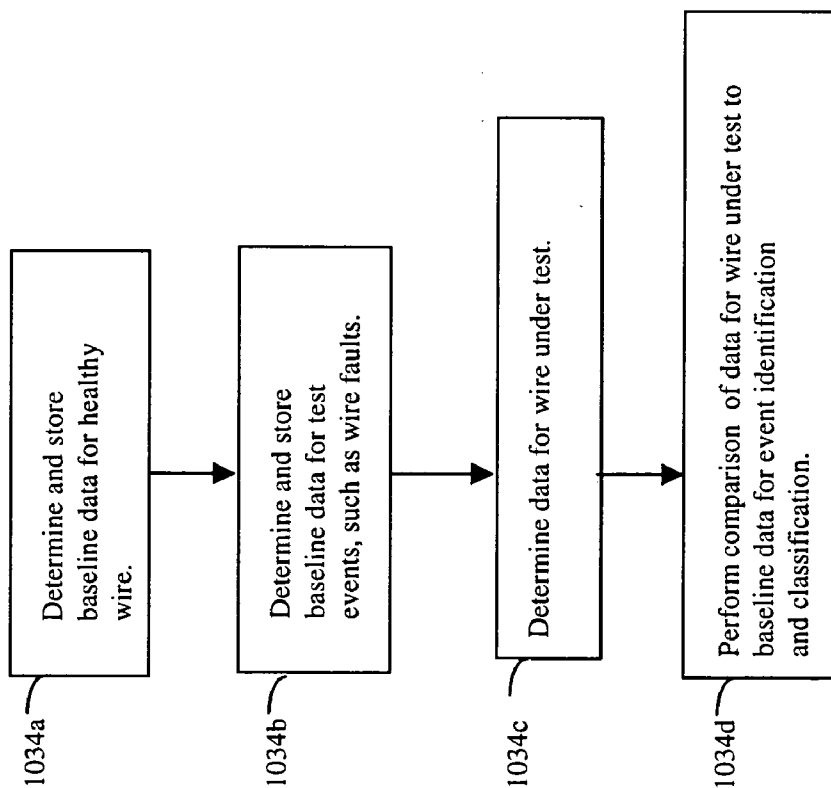 1034a
Determine and store
baseline data for healthy
wire.
1034b
Determine and store
baseline data for test
events, such as wire faults.
1034c
Determine data for wire under test.
1034d
Perform comparison of data for wire under test to
baseline data for event identification
and classification.